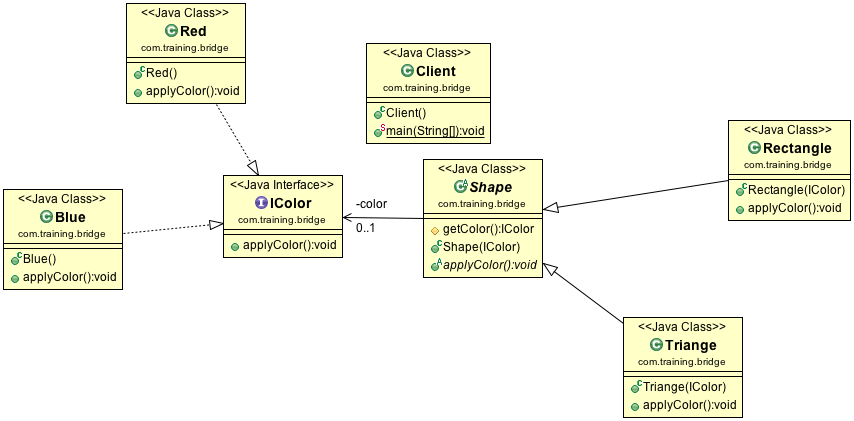 <<Java Class>>
Red
com.training.bridge
Red()
applyColor():void
<<Java Class>>
Client
com.training.bridge
Client()
main(String[]):void
<<Java Class>>
Rectangle
com.training.bridge
Rectangle(IColor)
applyColor():void
<<Java Class>>
Shape
com.training.bridge
getColor():IColor
Shape(IColor)
applyColor():void
<<Java Interface>>
IColor
com.training.bridge
applyColor():void
-color
0..1
<<Java Class>>
Blue
com.training.bridge
Blue()
applyColor():void
<<Java Class>>
Triange
com.training.bridge
Triange(IColor)
applyColor():void